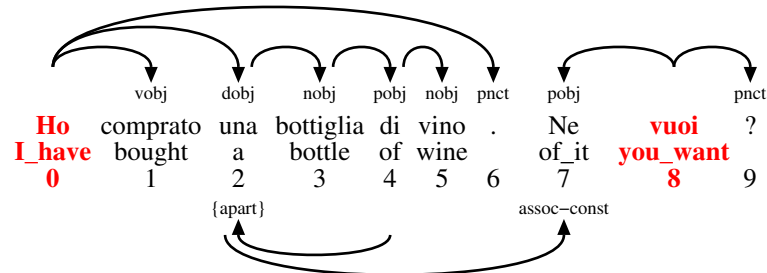 vobj dobj nobj pobj nobj pnct pobj pnct
Ho comprato una bottiglia di vino . Ne vuoi ?
I_have bought a bottle of wine of_it you_want
0 1 2 3 4 5 6 7 8 9
{apart} assoc−const